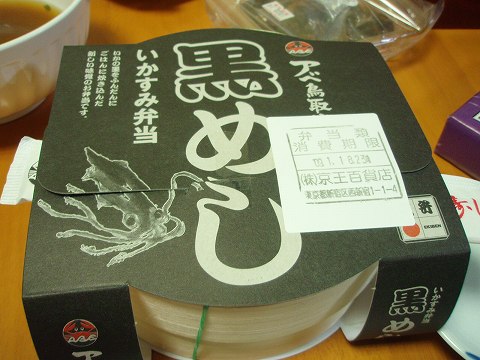 アベ鳥取
黒めし
いかすみ弁当
いかの墨をふんだんに
ごはんに炊き込んだ
新しい味覚のお弁当です。
弁当類
消費期限
(株)京王百貨店
東京都新宿区西新宿1-1-4
EKIBEN
いかすみ弁当
黒め
ア